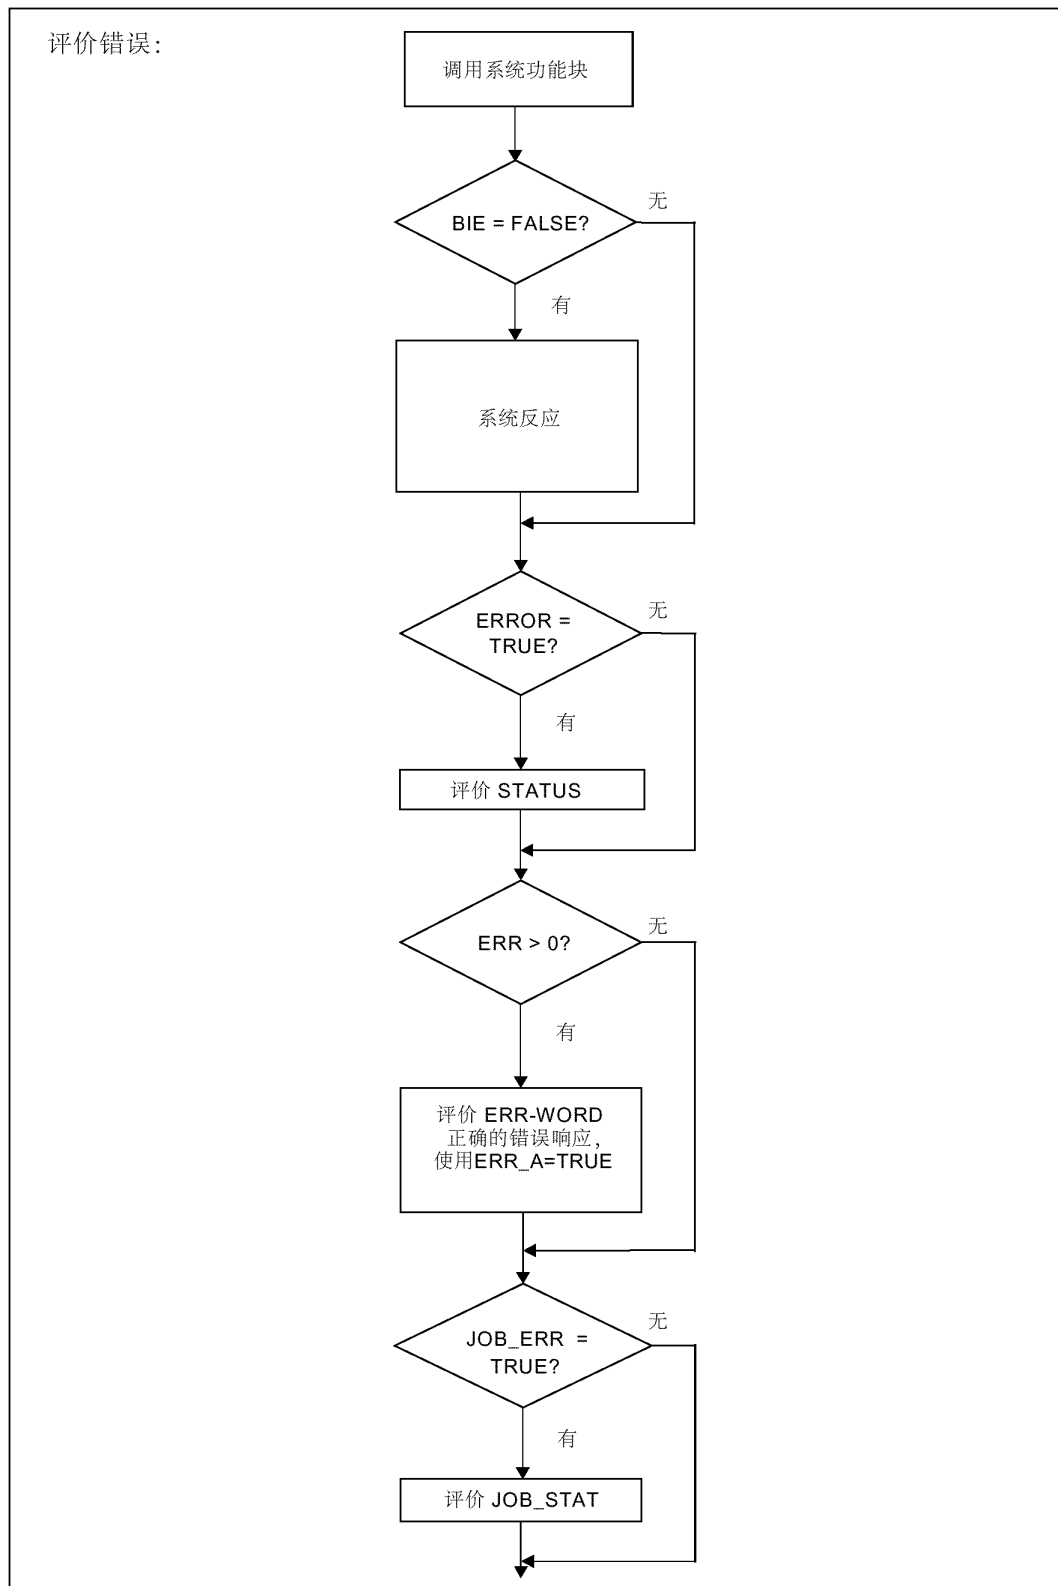 评价错误:
调用系统功能块
BIE = FALSE?
无
有
系统反应
ERROR =
TRUE?
无
有
评价 STATUS
ERR > 0?
无
有
评价 ERR-WORD
正确的错误响应,
使用ERR_A=TRUE
JOB_ERR =
TRUE?
无
有
评价 JOB_STAT